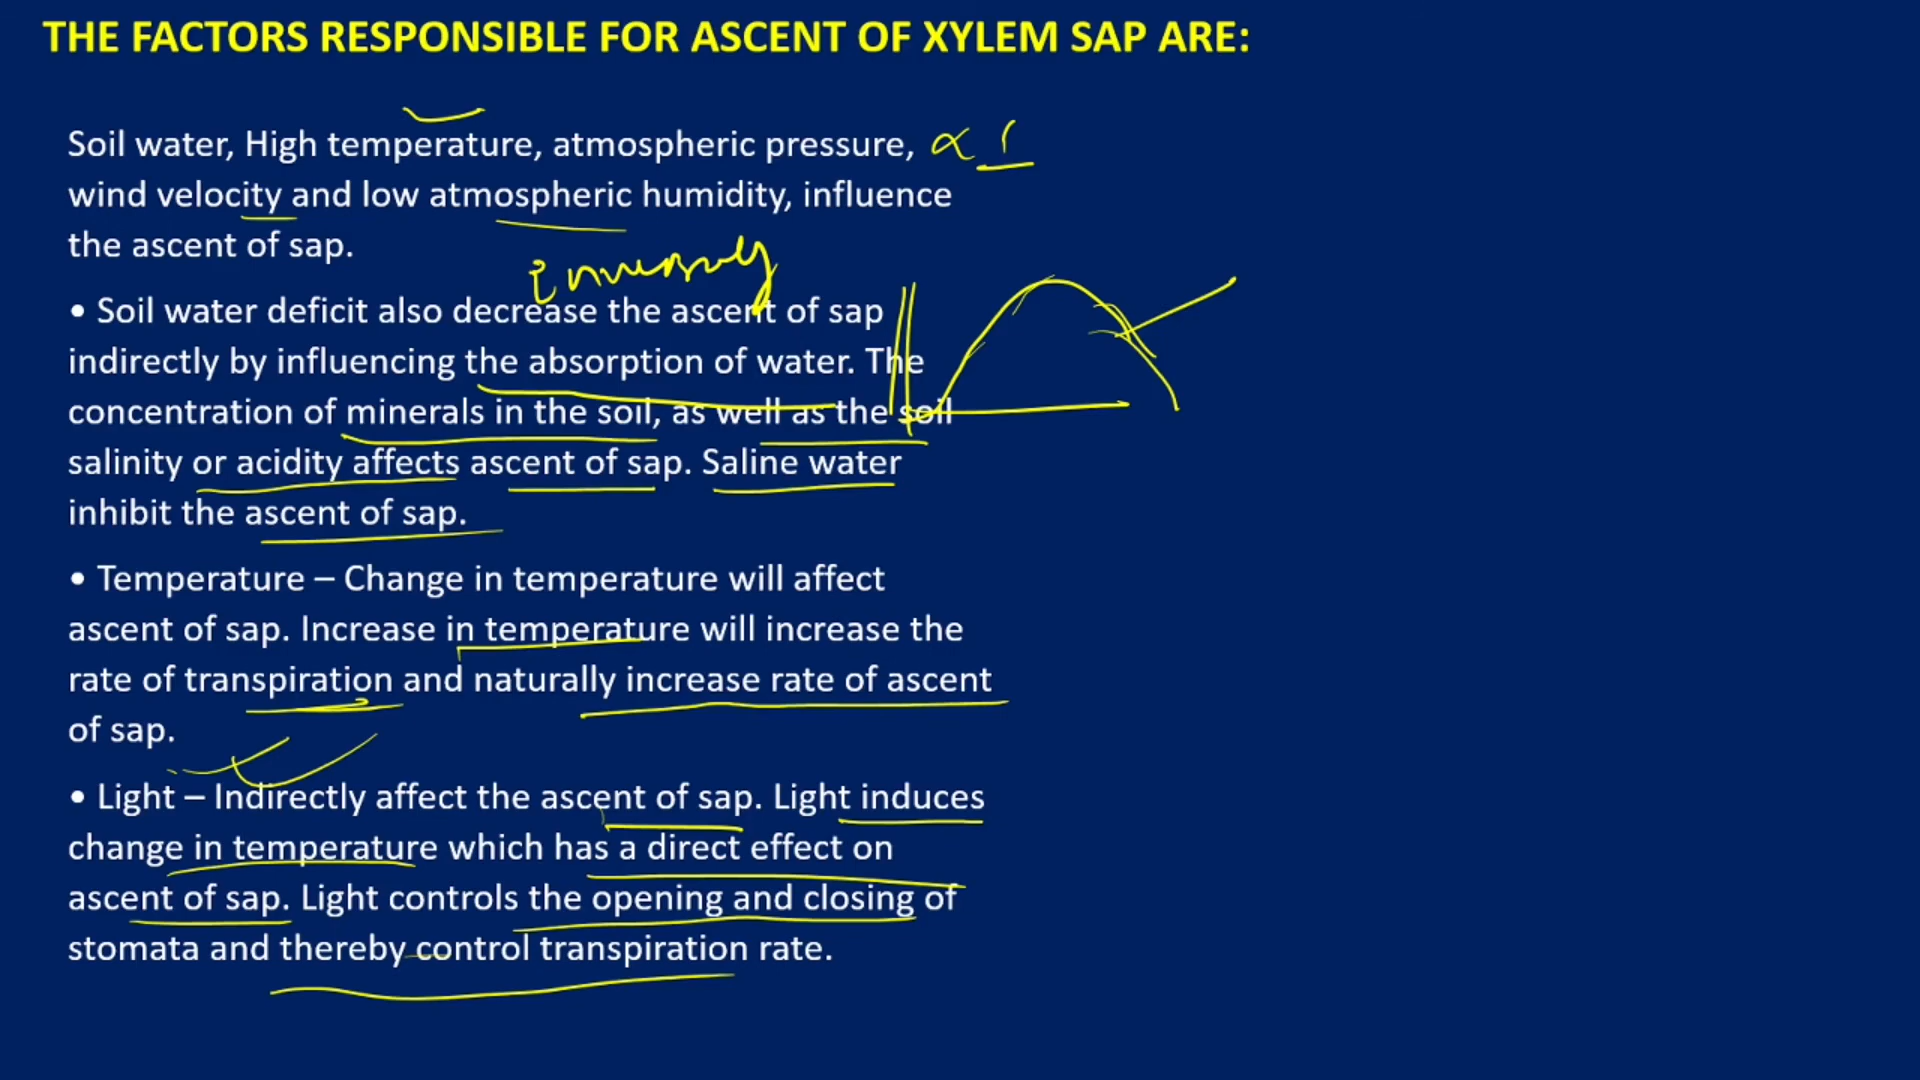 THE FACTORS RESPONSIBLE FOR ASCENT OF XYLEM SAP ARE:
Soil water, High temperature, atmospheric pressure, ∝
wind velocity and low atmospheric humidity, influence
the ascent of sap.
• Soil water deficit also decrease the ascent of sap
indirectly by influencing the absorption of water. The
concentration of minerals in the soil, as well as the soil
salinity or acidity affects ascent of sap. Saline water
inhibit the ascent of sap.
• Temperature – Change in temperature will affect
ascent of sap. Increase in temperature will increase the
rate of transpiration and naturally increase rate of ascent
of sap.
• Light – Indirectly affect the ascent of sap. Light induces
change in temperature which has a direct effect on
ascent of sap. Light controls the opening and closing of
stomata and thereby control transpiration rate.